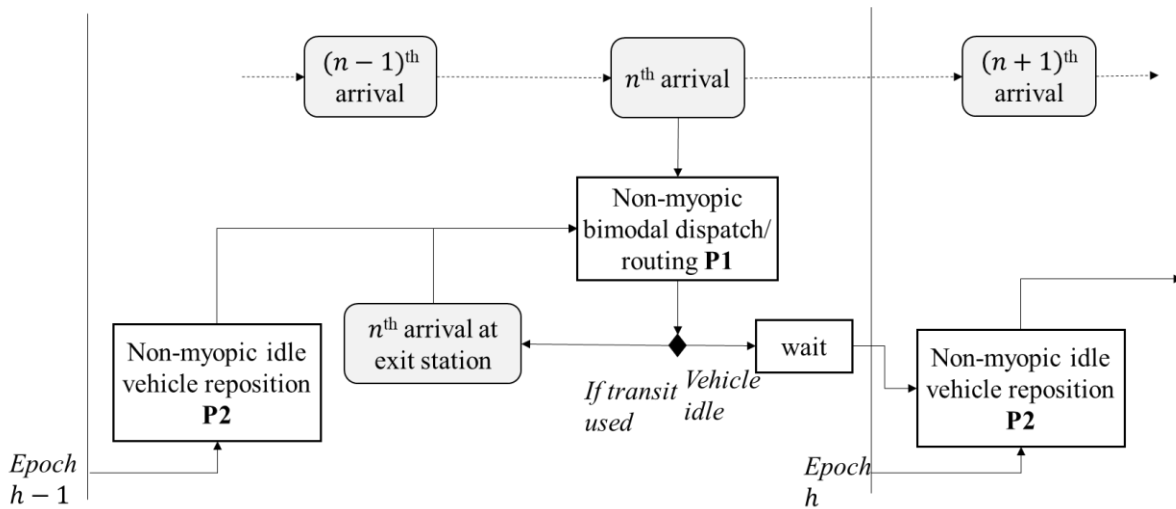 (n − 1)th
arrival
nth arrival
(n + 1)th
arrival
Non-myopic
bimodal dispatch/
routing P1
nth arrival at
exit station
Non-myopic idle
vehicle reposition
P2
wait
Non-myopic idle
vehicle reposition
P2
If transit
used
Vehicle
idle
Epoch
h − 1
Epoch
h